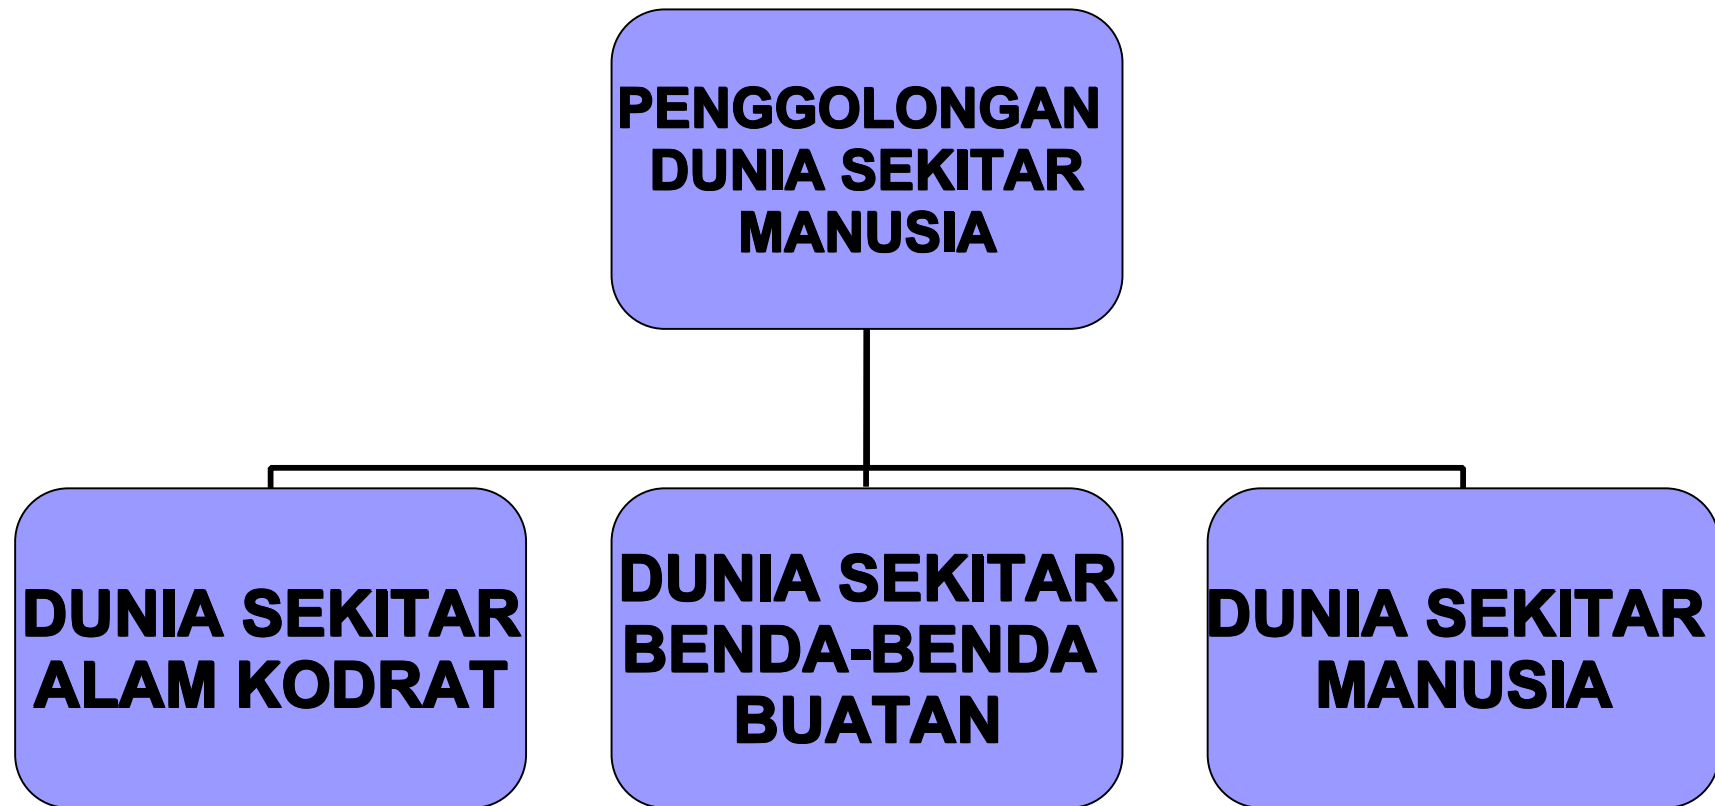 PENGGOLONGAN
DUNIA SEKITAR
MANUSIA
DUNIA SEKITAR
ALAM KODRAT
DUNIA SEKITAR
BENDA-BENDA
BUATAN
DUNIA SEKITAR
MANUSIA